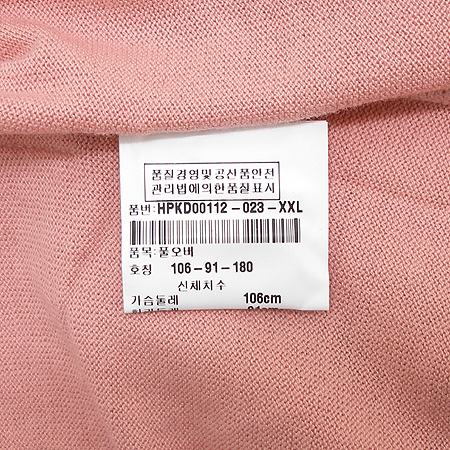 품질경영및공산품안전
관리법에의한품질표시
품번:HPKD00112-023-XXL
품목:풀오버
호칭 106-91-180
신체치수
가슴둘레 106cm